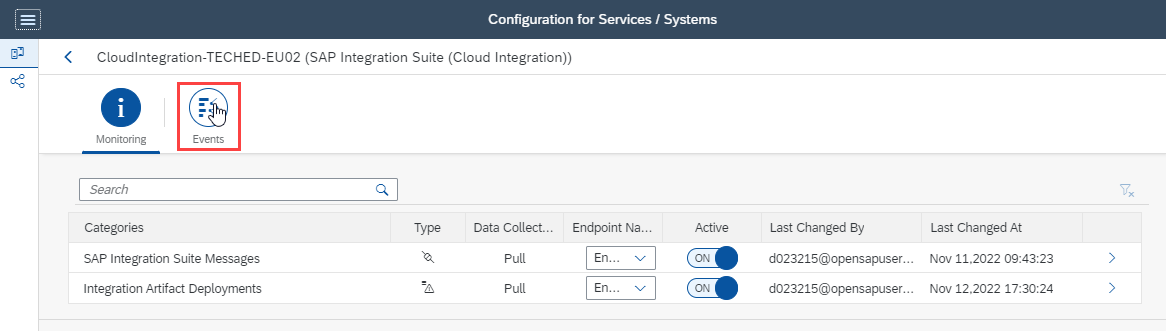 Configuration for Services / Systems
CloudIntegration-TECHED-EU02 (SAP Integration Suite (Cloud Integration))
Monitoring Events
Search
Categories Type Data Collect... Endpoint Na... Active Last Changed By Last Changed At
SAP Integration Suite Messages Pull En... ON d023215@opensapuser... Nov 11,2022 09:43:23
Integration Artifact Deployments Pull En... ON d023215@opensapuser... Nov 12,2022 17:30:24